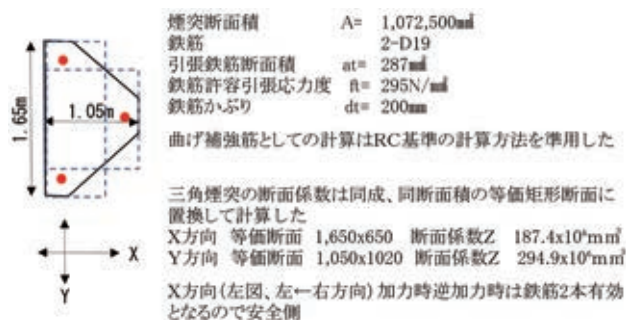 煙突断面積 A= 1,072,500㎟
鉄筋 2-D19
引張鉄筋断面積 at= 287㎟
鉄筋許容引張応力度 ft= 295N/㎟
鉄筋かぶり dt= 200㎜
曲げ補強筋としての計算はRC基準の計算方法を準用した
1.65m
1.05m
三角煙突の断面係数は同成、同断面積の等価矩形断面に
置換して計算した
X方向 等価断面 1,650x650 断面係数Z 187.4x10⁶mm³
Y方向 等価断面 1,050x1020 断面係数Z 294.9x10⁶mm³
X
Y
X方向(左図、左←右方向)加力時逆加力時は鉄筋2本有効
となるので安全側